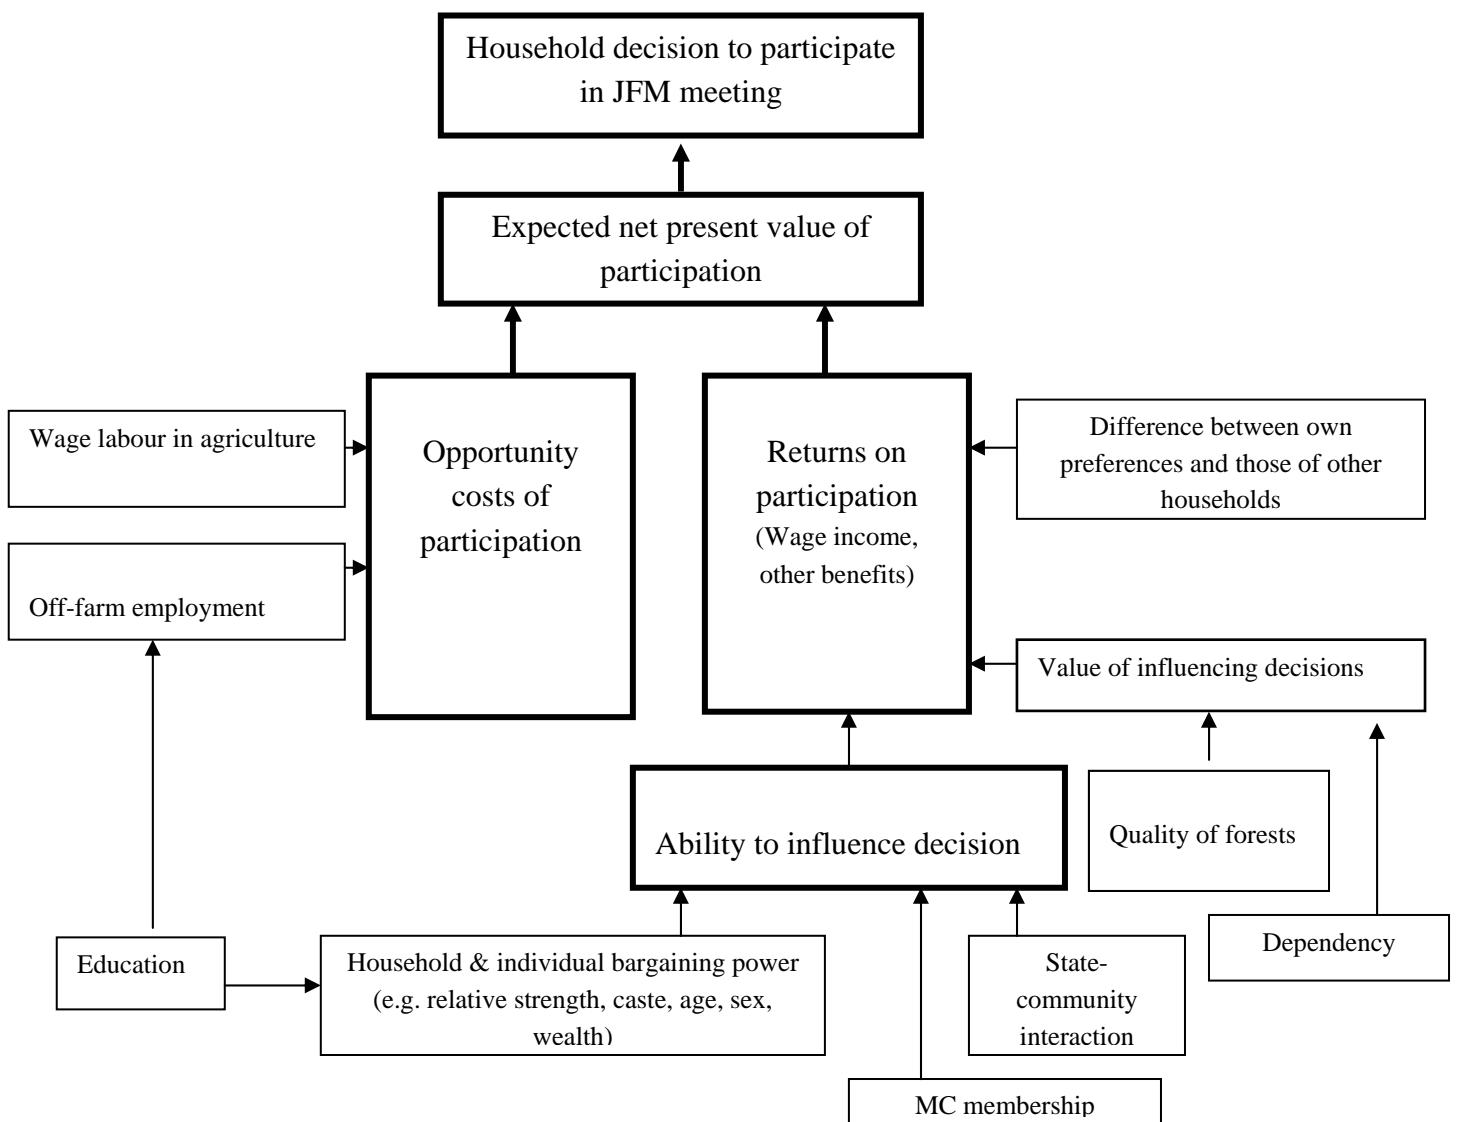 Household decision to participate
in JFM meeting
Expected net present value of
participation
Wage labour in agriculture
Opportunity
costs of
participation
Returns on
participation
(Wage income,
other benefits)
Difference between own
preferences and those of other
households
Off-farm employment
Value of influencing decisions
Ability to influence decision
Quality of forests
Dependency
Education
Household & individual bargaining power
(e.g. relative strength, caste, age, sex,
wealth)
State-
community
interaction
MC membership